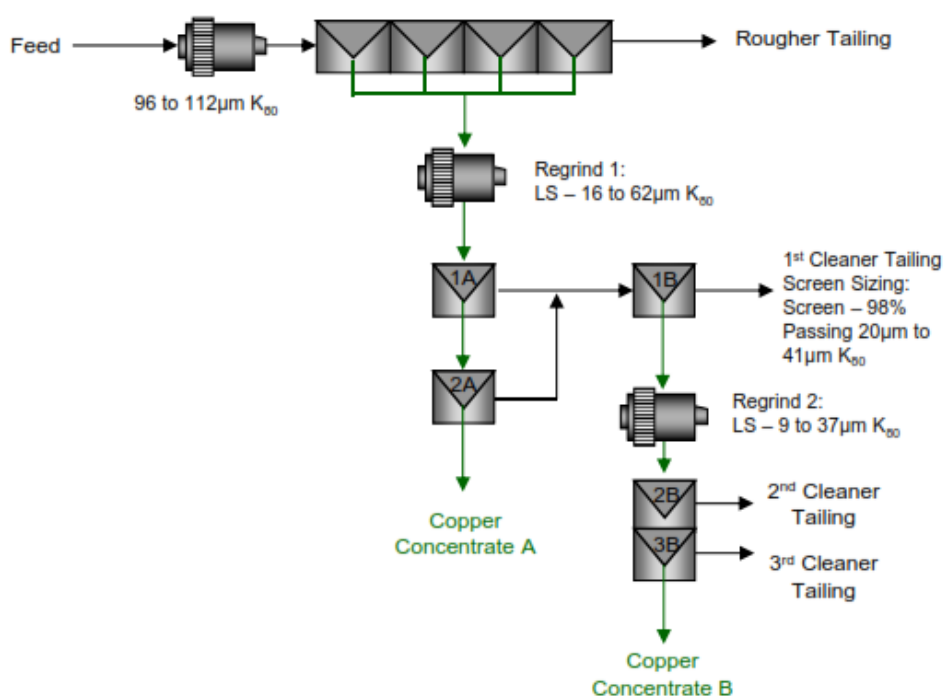 Feed
Rougher Tailing
96 to 112µm K₈₀
Regrind 1:
LS – 16 to 62µm K₈₀
1A
1B
1ˢᵗ Cleaner Tailing
Screen Sizing:
Screen – 98%
Passing 20µm to
41µm K₈₀
2A
Regrind 2:
LS – 9 to 37µm K₈₀
2B
2ⁿᵈ Cleaner
Tailing
Copper
Concentrate A
3B
3ʳᵈ Cleaner
Tailing
Copper
Concentrate B